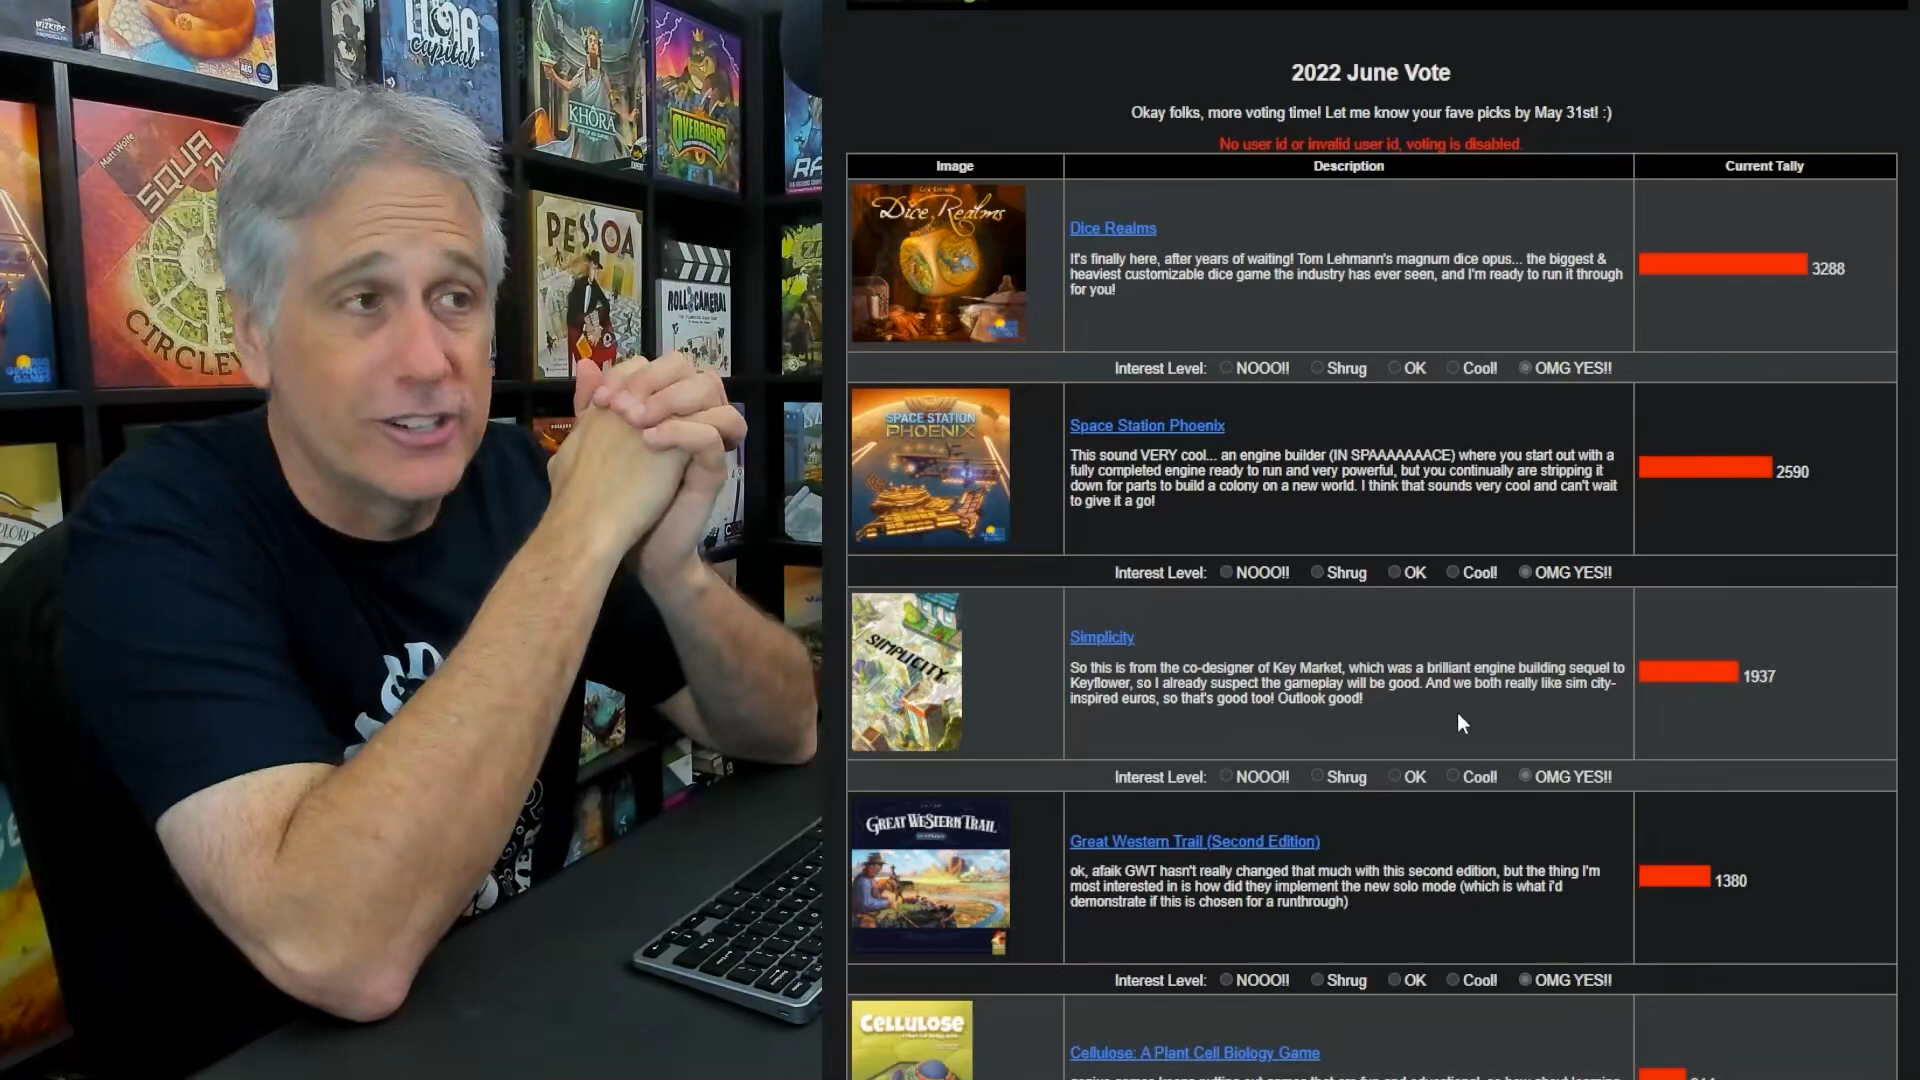 WIZKIDS
LUNA
capital
AEG
KHÔRA
EXPERT
OVERBOSS
RA
Matt Wolfe
SQUAR
CIRCLE
RIO
GRANDE
GAMES
PESSOA
ROLL CAMERA!
2022 June Vote
Okay folks, more voting time! Let me know your fave picks by May 31st! :)
No user id or invalid user id, voting is disabled.
Image Description Current Tally
Dice Realms
Dice Realms
It's finally here, after years of waiting! Tom Lehmann's magnum dice opus... the biggest &
heaviest customizable dice game the industry has ever seen, and I'm ready to run it through
for you!
3288
Interest Level: NOOO!! Shrug OK Cool! OMG YES!!
SPACE STATION
PHOENIX
Space Station Phoenix
This sound VERY cool... an engine builder (IN SPAAAAAAACE) where you start out with a
fully completed engine ready to run and very powerful, but you continually are stripping it
down for parts to build a colony on a new world. I think that sounds very cool and can't wait
to give it a go!
2590
Interest Level: NOOO!! Shrug OK Cool! OMG YES!!
SIMPLICITY
Simplicity
So this is from the co-designer of Key Market, which was a brilliant engine building sequel to
Keyflower, so I already suspect the gameplay will be good. And we both really like sim city-
inspired euros, so that's good too! Outlook good!
1937
Interest Level: NOOO!! Shrug OK Cool! OMG YES!!
GREAT WESTERN TRAIL
Great Western Trail (Second Edition)
ok, afaik GWT hasn't really changed that much with this second edition, but the thing I'm
most interested in is how did they implement the new solo mode (which is what i'd
demonstrate if this is chosen for a runthrough)
1380
Interest Level: NOOO!! Shrug OK Cool! OMG YES!!
CELLULOSE
Cellulose: A Plant Cell Biology Game